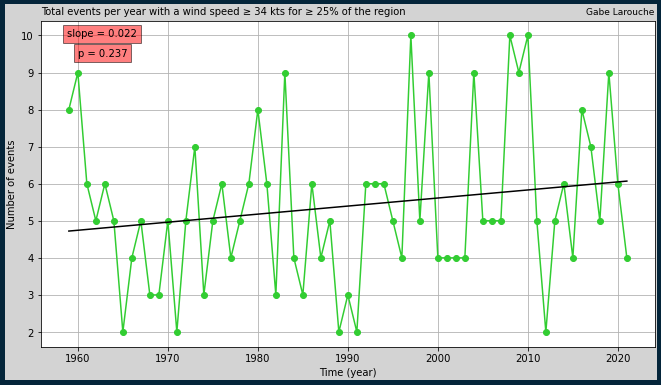 Total events per year with a wind speed ≥ 34 kts for ≥ 25% of the region
Gabe Larouche
slope = 0.022
p = 0.237
10
9
8
7
6
5
4
3
2
Number of events
1960 1970 1980 1990 2000 2010 2020
Time (year)